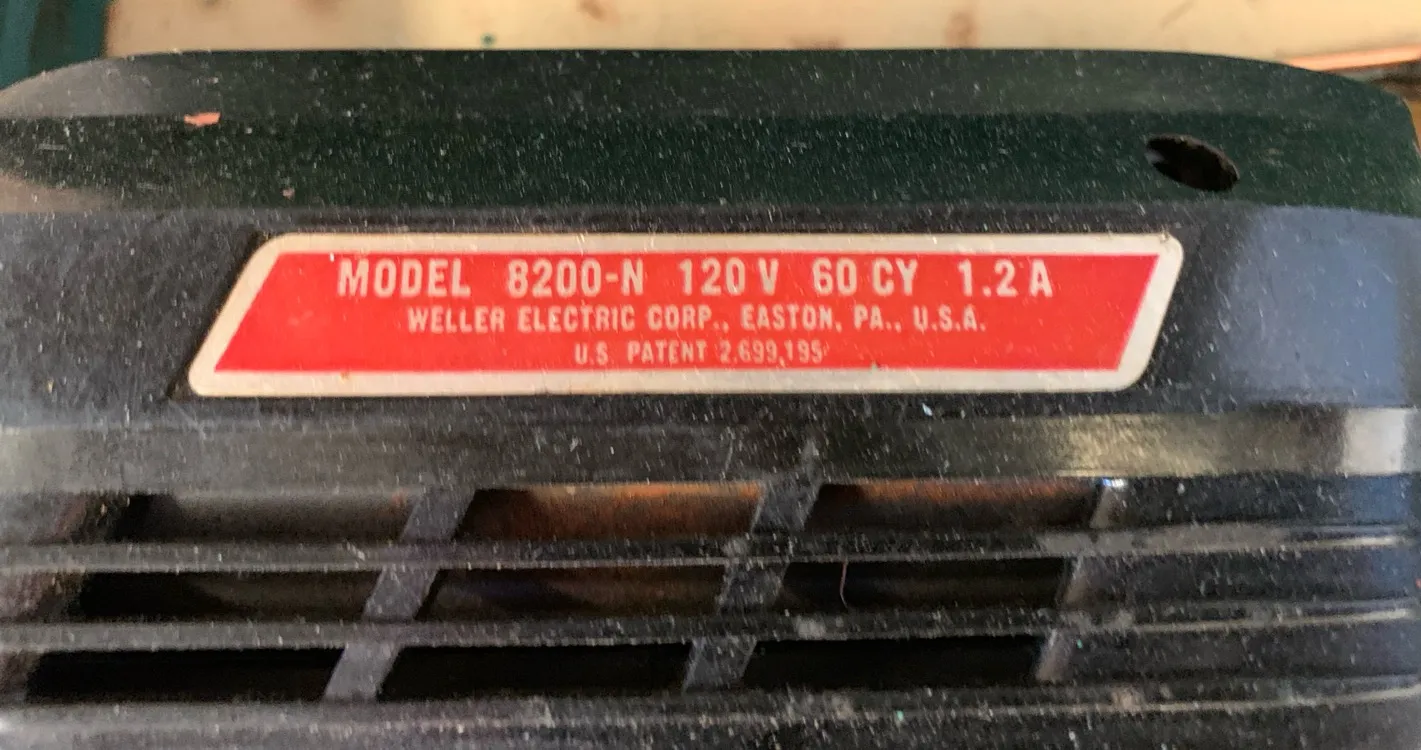 MODEL 8200-N 120 V 60 CY 1.2 A
WELLER ELECTRIC CORP., EASTON, PA., U.S.A.
U.S. PATENT 2,699,195